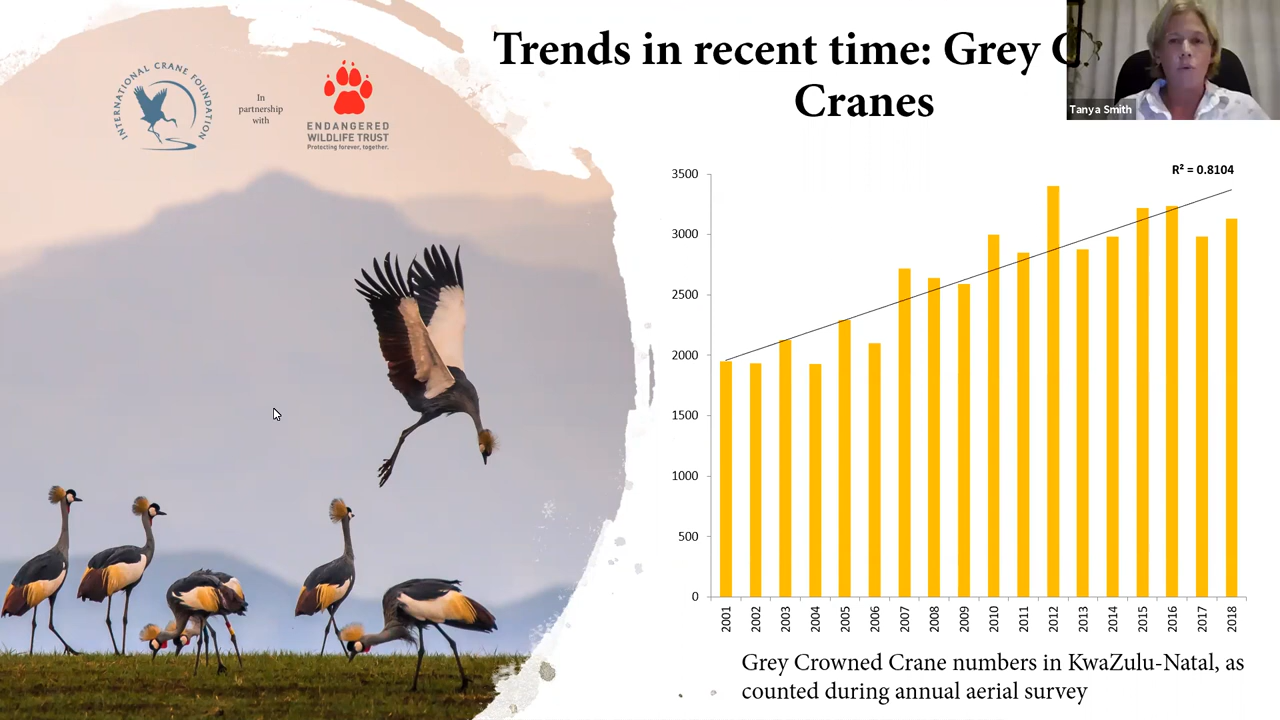 Trends in recent time: Grey C
Cranes
Tanya Smith
INTERNATIONAL CRANE FOUNDATION
In
partnership
with
ENDANGERED
WILDLIFE TRUST
Protecting forever, together.
R² = 0.8104
3500
3000
2500
2000
1500
1000
500
0
2001
2002
2003
2004
2005
2006
2007
2008
2009
2010
2011
2012
2013
2014
2015
2016
2017
2018
Grey Crowned Crane numbers in KwaZulu-Natal, as
counted during annual aerial survey